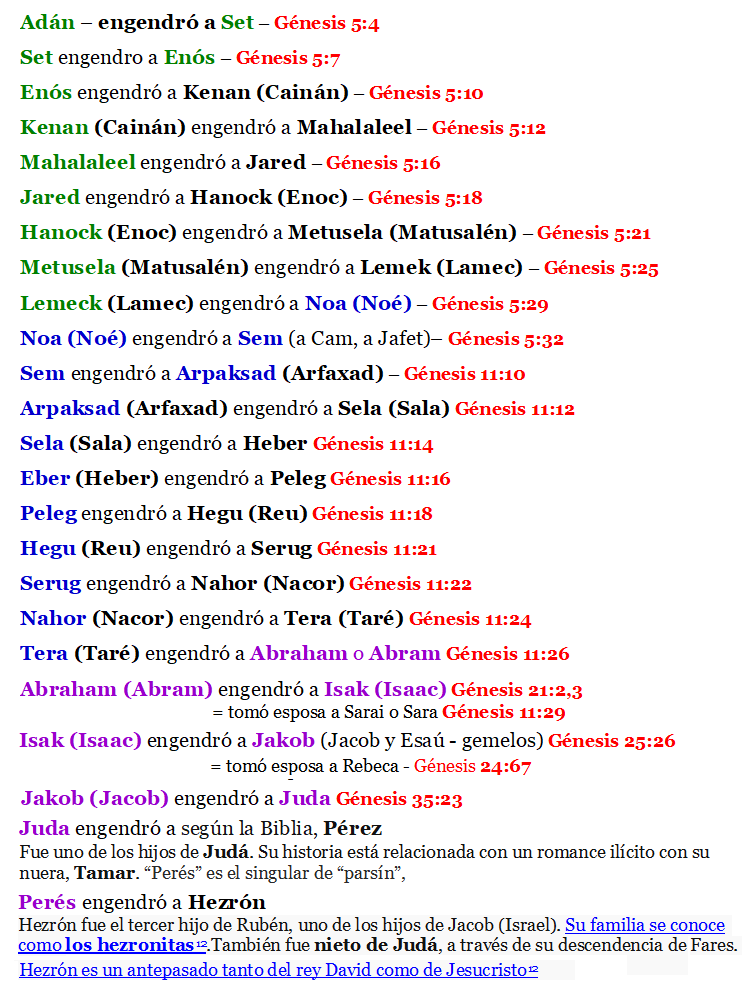 Adán – engendró a Set – Génesis 5:4
Set engendro a Enós – Génesis 5:7
Enós engendró a Kenan (Cainán) – Génesis 5:10
Kenan (Cainán) engendró a Mahalaleel – Génesis 5:12
Mahalaleel engendró a Jared – Génesis 5:16
Jared engendró a Hanock (Enoc) – Génesis 5:18
Hanock (Enoc) engendró a Metusela (Matusalén) – Génesis 5:21
Metusela (Matusalén) engendró a Lemek (Lamec) – Génesis 5:25
Lemeck (Lamec) engendró a Noa (Noé) – Génesis 5:29
Noa (Noé) engendró a Sem (a Cam, a Jafet)– Génesis 5:32
Sem engendró a Arpaksad (Arfaxad) – Génesis 11:10
Arpaksad (Arfaxad) engendró a Sela (Sala) Génesis 11:12
Sela (Sala) engendró a Heber Génesis 11:14
Eber (Heber) engendró a Peleg Génesis 11:16
Peleg engendró a Hegu (Reu) Génesis 11:18
Hegu (Reu) engendró a Serug Génesis 11:21
Serug engendró a Nahor (Nacor) Génesis 11:22
Nahor (Nacor) engendró a Tera (Taré) Génesis 11:24
Tera (Taré) engendró a Abraham o Abram Génesis 11:26
Abraham (Abram) engendró a Isak (Isaac) Génesis 21:2,3
= tomó esposa a Sarai o Sara Génesis 11:29
Isak (Isaac) engendró a Jakob (Jacob y Esaú - gemelos) Génesis 25:26
= tomó esposa a Rebeca - Génesis 24:67
Jakob (Jacob) engendró a Juda Génesis 35:23
Juda engendró a según la Biblia, Pérez
Fue uno de los hijos de Judá. Su historia está relacionada con un romance ilícito con su
nuera, Tamar. “Perés” es el singular de “parsín”,
Perés engendró a Hezrón
Hezrón fue el tercer hijo de Rubén, uno de los hijos de Jacob (Israel). Su familia se conoce
como los hezronitas ¹².También fue nieto de Judá, a través de su descendencia de Fares.
Hezrón es un antepasado tanto del rey David como de Jesucristo ¹²